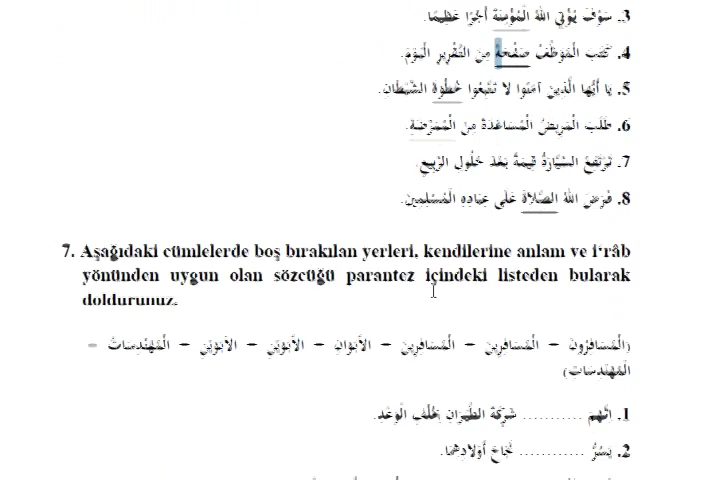 3. سَوْفَ يُؤْتِي اللهُ الْمُؤْمِنَةَ أَجْرًا عَظِيمًا.
4. كَتَبَ الْمُوَظَّفُ صَفْحَةً مِنَ التَّقْرِيرِ الْيَوْمَ.
5. يَا أَيُّهَا الَّذِينَ آمَنُوا لَا تَتَّبِعُوا خُطْوَةَ الشَّيْطَانِ.
6. طَلَبَ الْمَرِيضُ الْمُسَاعَدَةَ مِنَ الْمُمَرِّضَةِ.
7. تَرْتَفِعُ السَّيَّارَةُ قِيمَةً بَعْدَ حُلُولِ الرَّبِيعِ.
8. فَرَضَ اللهُ الصَّلَاةَ عَلَى عِبَادِهِ الْمُسْلِمِينَ.
7. Aşağıdaki cümlelerde boş bırakılan yerleri, kendilerine anlam ve i'râb
yönünden uygun olan sözcüğü parantez içindeki listeden bularak
doldurunuz.
(الْمُسَافِرُونَ – الْمُسَافِرِينَ – الْمُسَافِرِينَ – الْأَبَوَانِ – الْأَبَوَيْنِ – الْأَبَوَيْنِ – الْمُهَنْدِسَاتُ –
الْمُهَنْدِسَاتِ)
1. اتَّهَمَ .......... شَرِكَةَ الطَّيَرَانِ بِخُلْفِ الْوَعْدِ.
2. يَسُرُّ ............ نَجَاحُ أَوْلَادِهِمَا.